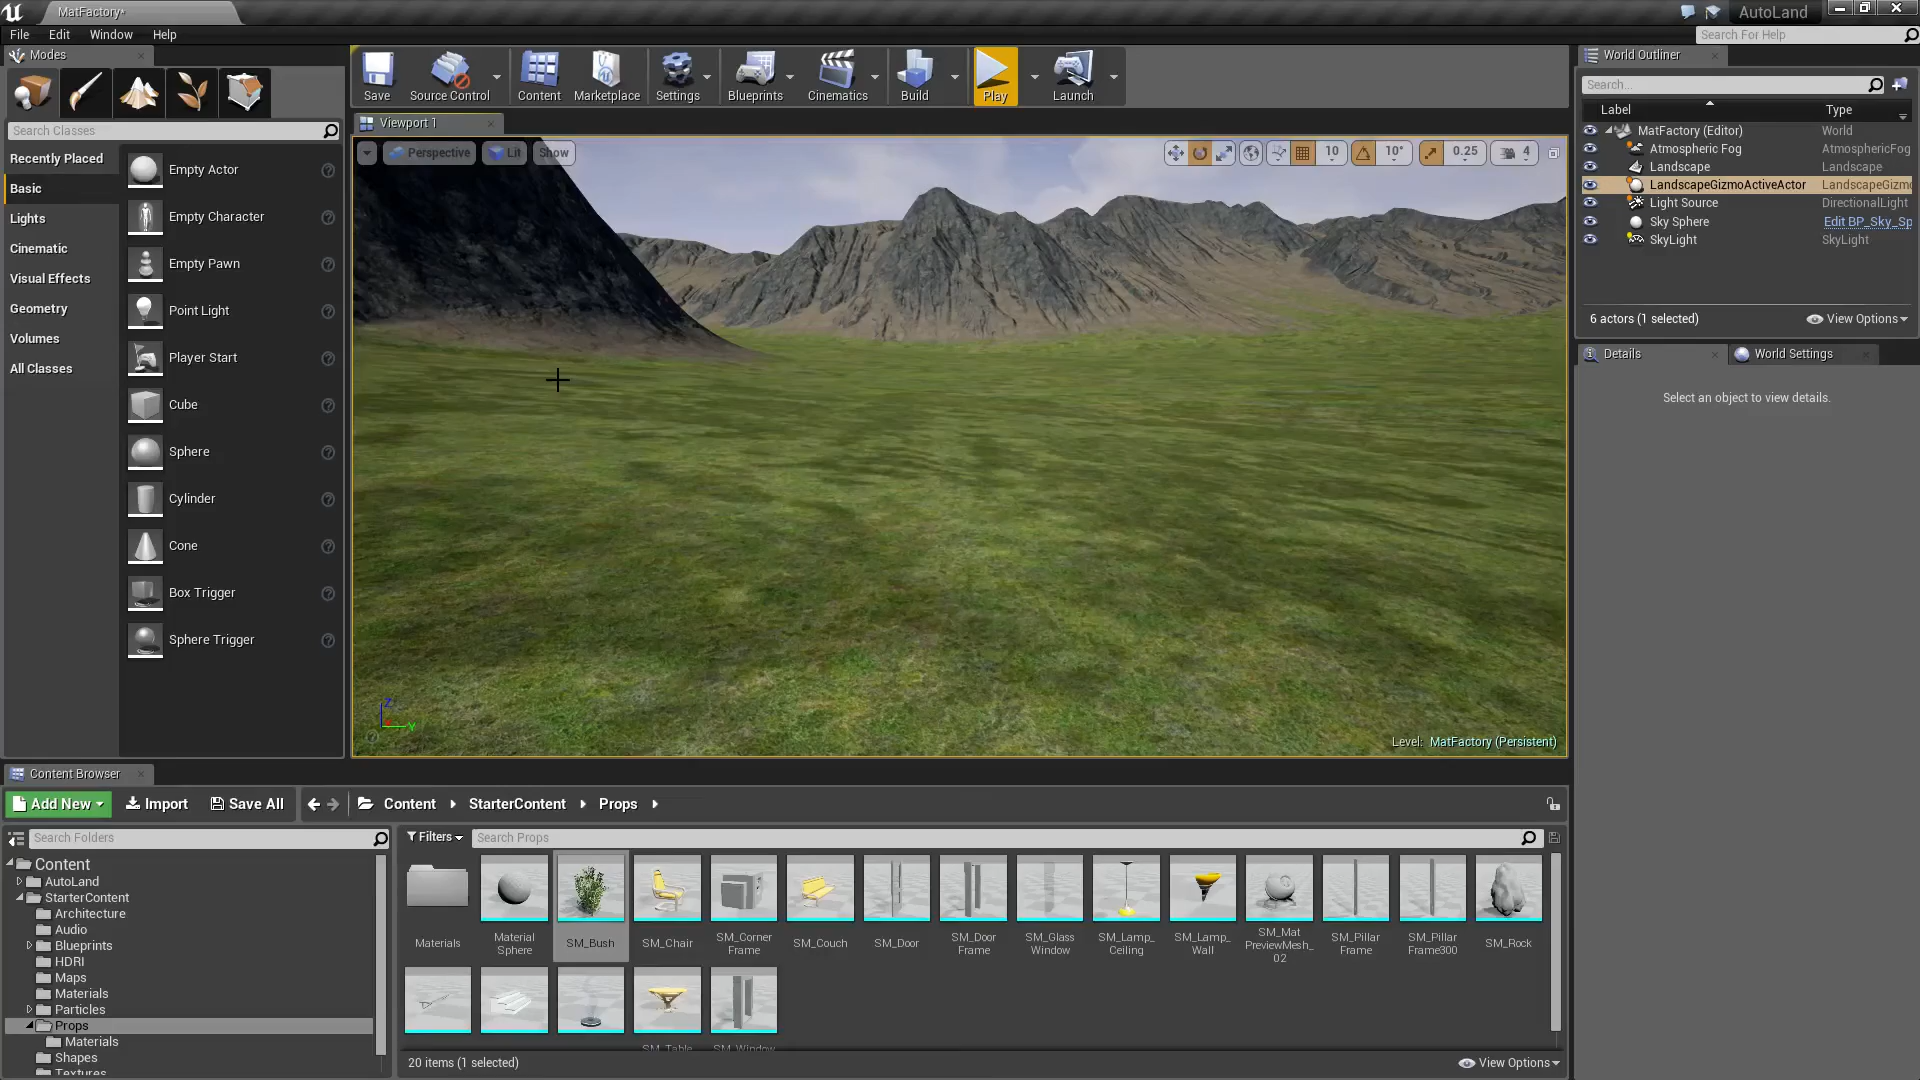 MatFactory*
AutoLand
File Edit Window Help
Search For Help
Modes
Search Classes
Recently Placed
Basic
Lights
Cinematic
Visual Effects
Geometry
Volumes
All Classes
Empty Actor
Empty Character
Empty Pawn
Point Light
Player Start
Cube
Sphere
Cylinder
Cone
Box Trigger
Sphere Trigger
Save Source Control Content Marketplace Settings Blueprints Cinematics Build Play Launch
Viewport 1
Perspective Lit Show
10 10° 0.25 4
Z
Y
Level: MatFactory (Persistent)
World Outliner
Search...
Label Type
MatFactory (Editor) World
Atmospheric Fog AtmosphericFog
Landscape Landscape
LandscapeGizmoActiveActor LandscapeGizmo
Light Source DirectionalLight
Sky Sphere Edit BP_Sky_Sp
SkyLight SkyLight
6 actors (1 selected) View Options
Details World Settings
Select an object to view details.
Content Browser
Add New Import Save All Content StarterContent Props
Search Folders
Content
AutoLand
StarterContent
Architecture
Audio
Blueprints
HDRI
Maps
Materials
Particles
Props
Materials
Shapes
Textures
Filters Search Props
Materials
Material Sphere
SM_Bush
SM_Chair
SM_Corner Frame
SM_Couch
SM_Door
SM_Door Frame
SM_Glass Window
SM_Lamp_ Ceiling
SM_Lamp_ Wall
SM_Mat PreviewMesh_ 02
SM_Pillar Frame
SM_Pillar Frame300
SM_Rock
SM_Table
SM_Window
20 items (1 selected) View Options